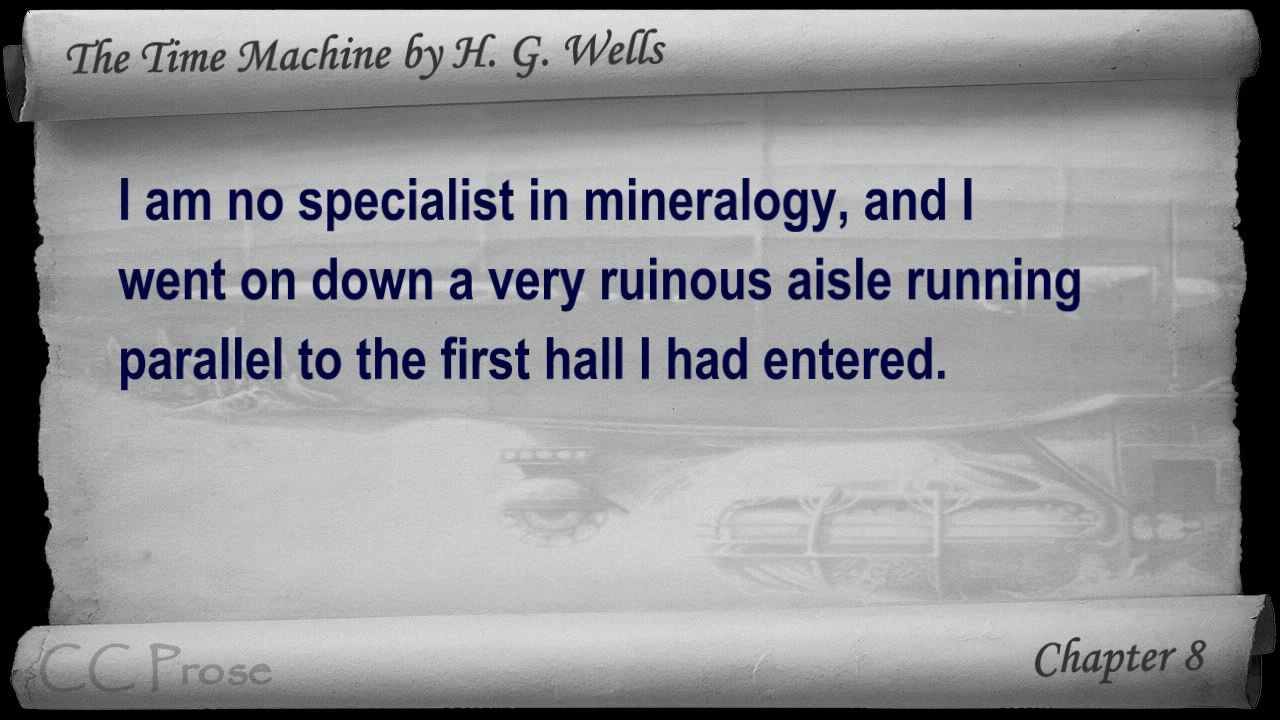 The Time Machine by H. G. Wells
I am no specialist in mineralogy, and I
went on down a very ruinous aisle running
parallel to the first hall I had entered.
CC Prose
Chapter 8